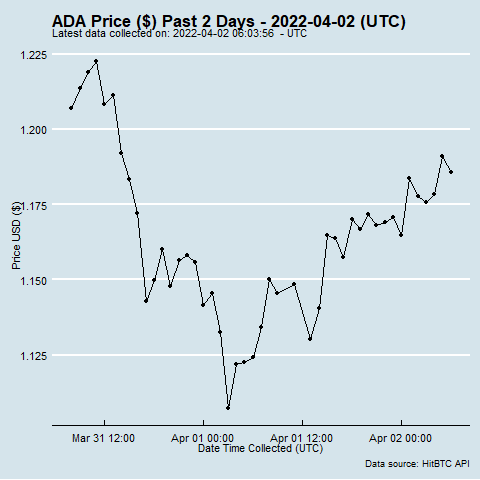 ADA Price ($) Past 2 Days - 2022-04-02 (UTC)
Latest data collected on: 2022-04-02 06:03:56  - UTC
1.225
1.200
1.175
1.150
1.125
Price USD ($)
Mar 31 12:00
Apr 01 00:00
Apr 01 12:00
Apr 02 00:00
Date Time Collected (UTC)
Data source: HitBTC API